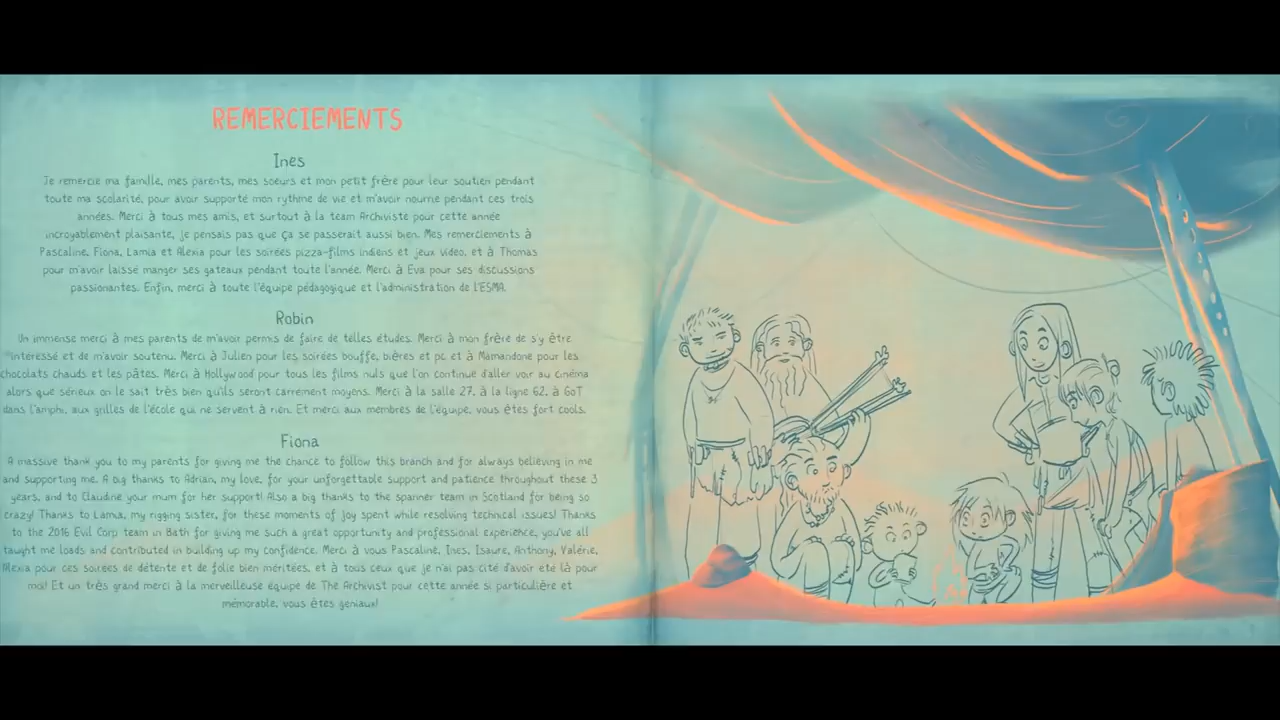 REMERCIEMENTS
Ines
Je remercie ma famille, mes parents, mes soeurs et mon petit frère pour leur soutien pendant
toute ma scolarité, pour avoir supporté mon rythme de vie et m'avoir nourrie pendant ces trois
années. Merci à tous mes amis, et surtout à la team Archiviste pour cette année
incroyablement plaisante, je pensais pas que ça se passerait aussi bien. Mes remerciements à
Pascaline, Fiona, Lamia et Alexia pour les soirées pizza-films indiens et jeux vidéo, et à Thomas
pour m'avoir laissé manger ses gateaux pendant toute l'année. Merci à Eva pour ses discussions
passionantes. Enfin, merci à toute l'équipe pédagogique et l'administration de l'ESMA.
Robin
Un immense merci à mes parents de m'avoir permis de faire de telles études. Merci à mon frère de s'y être
intéressé et de m'avoir soutenu. Merci à Julien pour les soirées bouffe, bières et pc et à Mamandone pour les
chocolats chauds et les pâtes. Merci à Hollywood pour tous les films nuls que l'on continue d'aller voir au cinéma
alors que sérieux on le sait très bien qu'ils seront carrement moyens. Merci à la salle 27, à la ligne 62, à GoT
dans l'amphi, aux grilles de l'école qui ne servent à rien. Et merci aux membres de l'équipe, vous êtes fort cools.
Fiona
A massive thank you to my parents for giving me the chance to follow this branch and for always believing in me
and supporting me. A big thanks to Adrian, my love, for your unforgettable support and patience throughout these 3
years, and to Claudine your mum for her support! Also a big thanks to the spanner team in Scotland for being so
crazy! Thanks to Lamia, my rigging sister, for these moments of joy spent while resolving technical issues! Thanks
to the 2016 Evil Corp team in Bath for giving me such a great opportunity and professional experience, you've all
taught me loads and contributed in building up my confidence. Merci à vous Pascaline, Ines, Isaure, Anthony, Valérie,
Alexia pour ces soirées de détente et de folie bien méritées, et à tous ceux que je n'ai pas cité d'avoir été là pour
moi! Et un très grand merci à la merveilleuse équipe de The Archivist pour cette année si particulière et
mémorable, vous êtes geniaux!